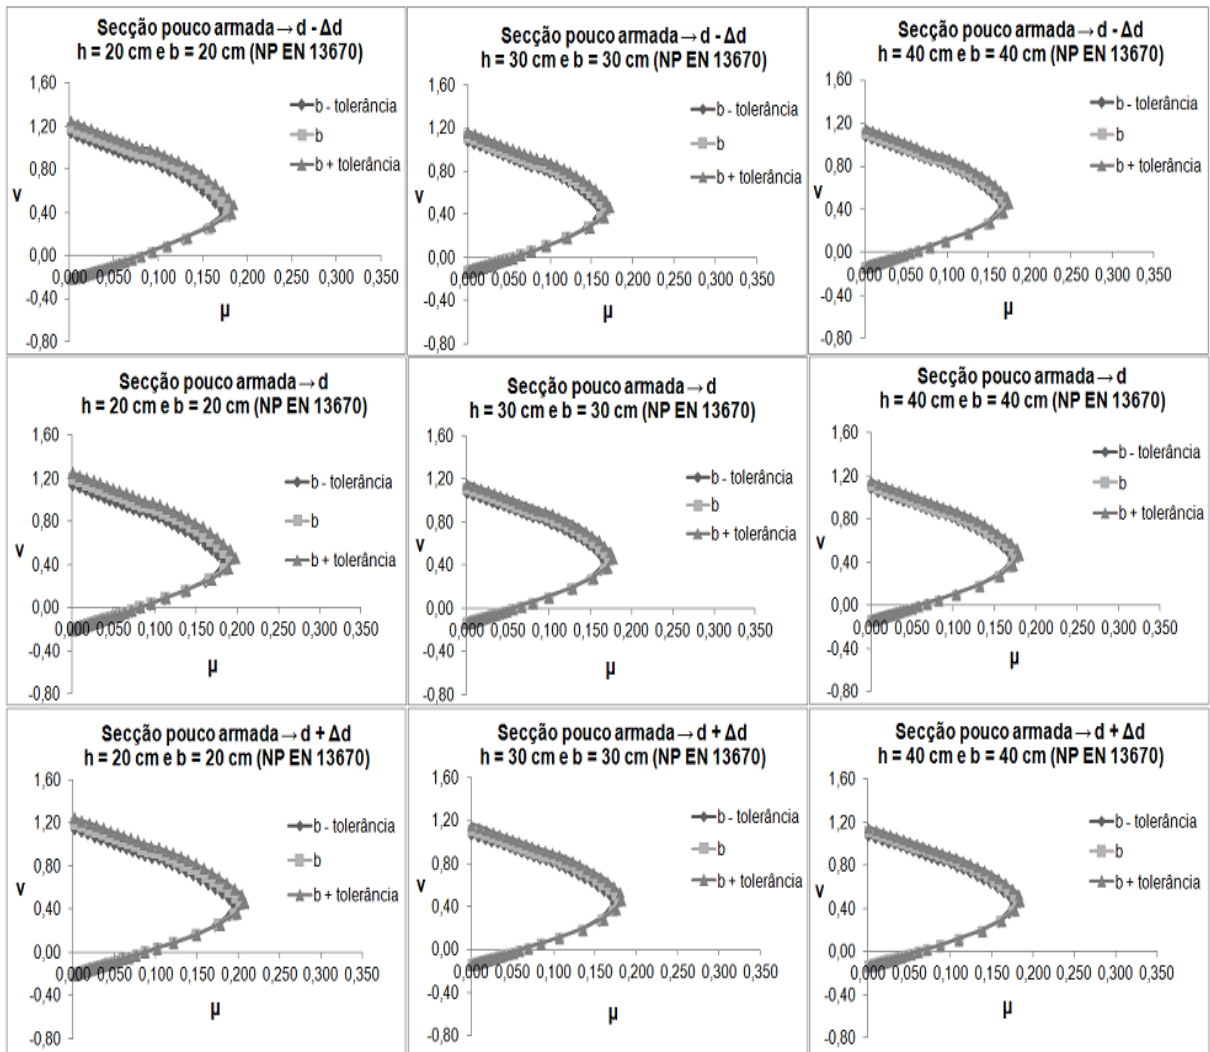 Secção pouco armada → d - Δd
h = 20 cm e b = 20 cm (NP EN 13670)
1,60
1,20
0,80
0,40
0,00
-0,40
-0,80
v
0,000 0,050 0,100 0,150 0,200 0,250 0,300 0,350
μ
b - tolerância
b
b + tolerância
Secção pouco armada → d - Δd
h = 30 cm e b = 30 cm (NP EN 13670)
1,60
1,20
0,80
0,40
0,00
-0,40
-0,80
v
0,000 0,050 0,100 0,150 0,200 0,250 0,300 0,350
μ
b - tolerância
b
b + tolerância
Secção pouco armada → d - Δd
h = 40 cm e b = 40 cm (NP EN 13670)
1,60
1,20
0,80
0,40
0,00
-0,40
-0,80
v
0,000 0,050 0,100 0,150 0,200 0,250 0,300 0,350
μ
b - tolerância
b
b + tolerância
Secção pouco armada → d
h = 20 cm e b = 20 cm (NP EN 13670)
1,60
1,20
0,80
0,40
0,00
-0,40
-0,80
v
0,000 0,050 0,100 0,150 0,200 0,250 0,300 0,350
μ
b - tolerância
b
b + tolerância
Secção pouco armada → d
h = 30 cm e b = 30 cm (NP EN 13670)
1,60
1,20
0,80
0,40
0,00
-0,40
-0,80
v
0,000 0,050 0,100 0,150 0,200 0,250 0,300 0,350
μ
b - tolerância
b
b + tolerância
Secção pouco armada → d
h = 40 cm e b = 40 cm (NP EN 13670)
1,60
1,20
0,80
0,40
0,00
-0,40
-0,80
v
0,000 0,050 0,100 0,150 0,200 0,250 0,300 0,350
μ
b - tolerância
b
b + tolerância
Secção pouco armada → d + Δd
h = 20 cm e b = 20 cm (NP EN 13670)
1,60
1,20
0,80
0,40
0,00
-0,40
-0,80
v
0,000 0,050 0,100 0,150 0,200 0,250 0,300 0,350
μ
b - tolerância
b
b + tolerância
Secção pouco armada → d + Δd
h = 30 cm e b = 30 cm (NP EN 13670)
1,60
1,20
0,80
0,40
0,00
-0,40
-0,80
v
0,000 0,050 0,100 0,150 0,200 0,250 0,300 0,350
μ
b - tolerância
b
b + tolerância
Secção pouco armada → d + Δd
h = 40 cm e b = 40 cm (NP EN 13670)
1,60
1,20
0,80
0,40
0,00
-0,40
-0,80
v
0,000 0,050 0,100 0,150 0,200 0,250 0,300 0,350
μ
b - tolerância
b
b + tolerância